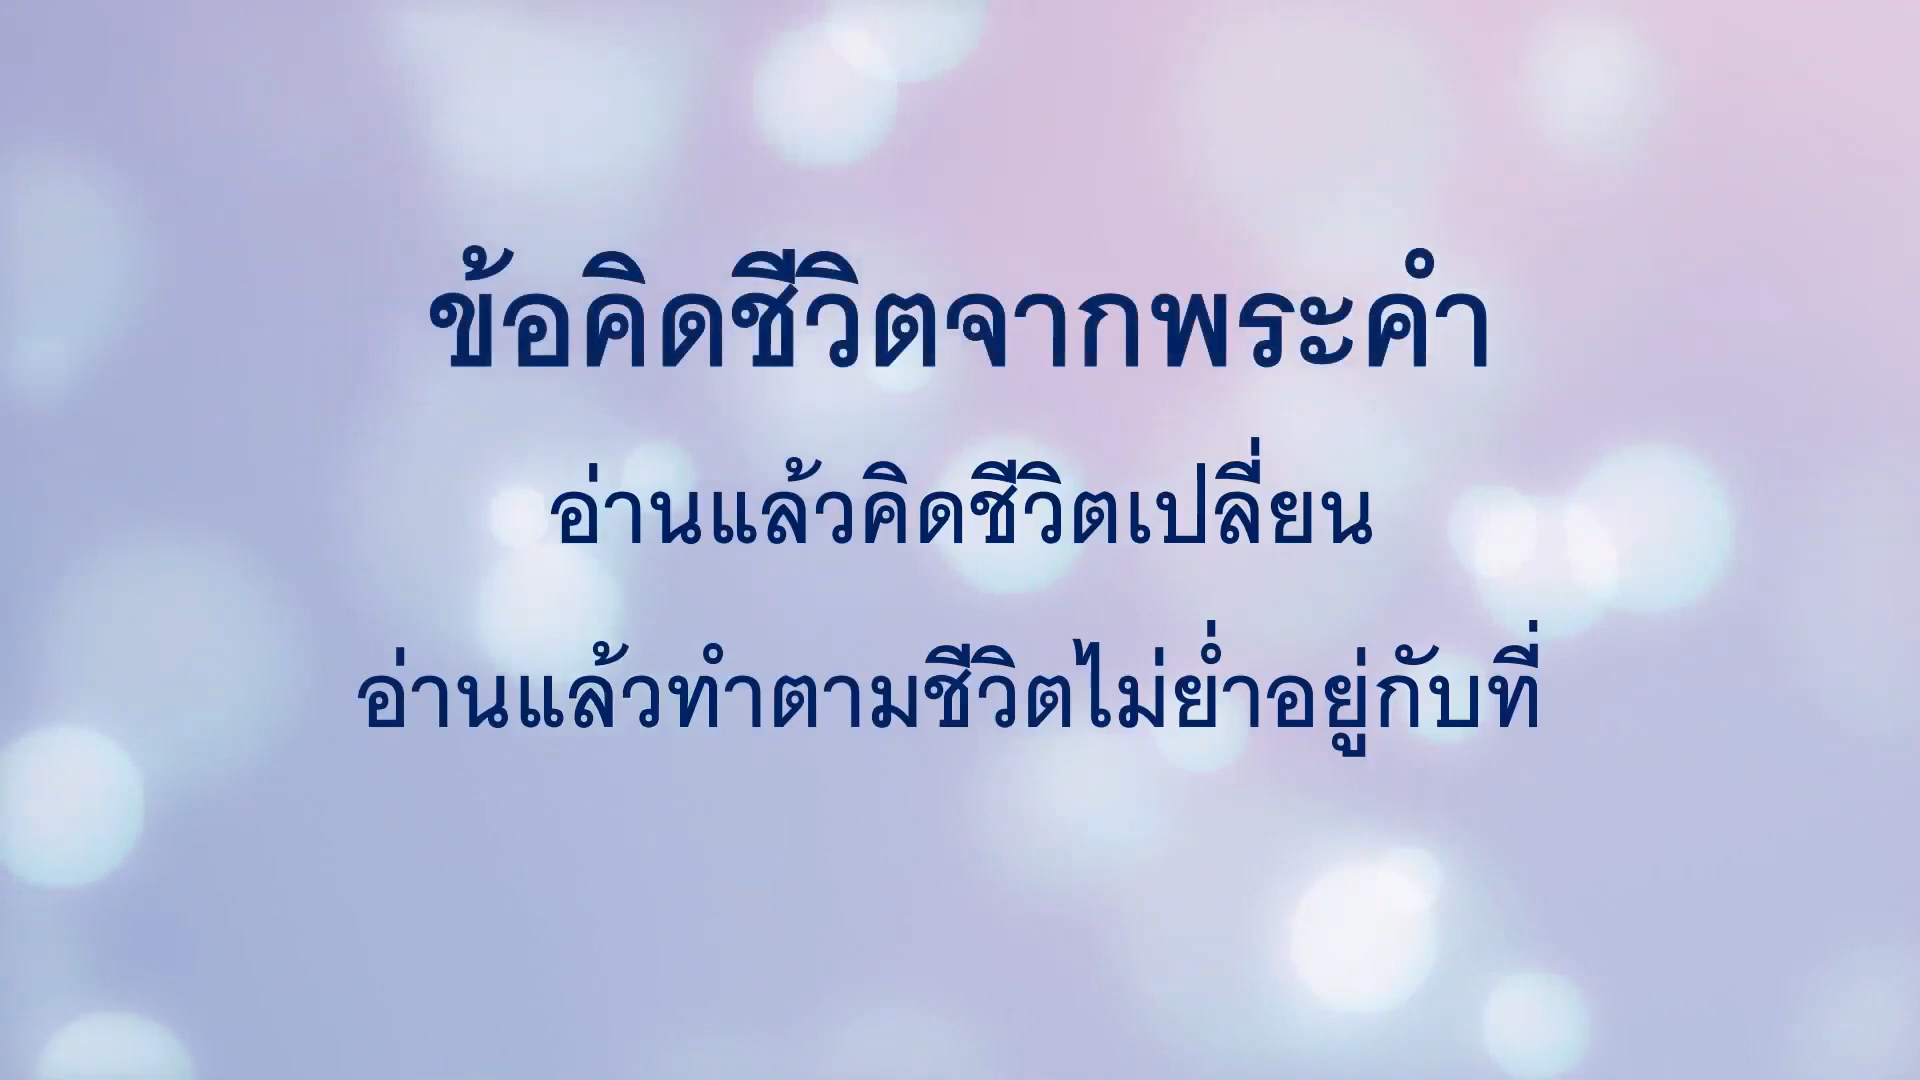 ข้อคิดชีวิตจากพระคำ
อ่านแล้วคิดชีวิตเปลี่ยน
อ่านแล้วทำตามชีวิตไม่ย่ำอยู่กับที่